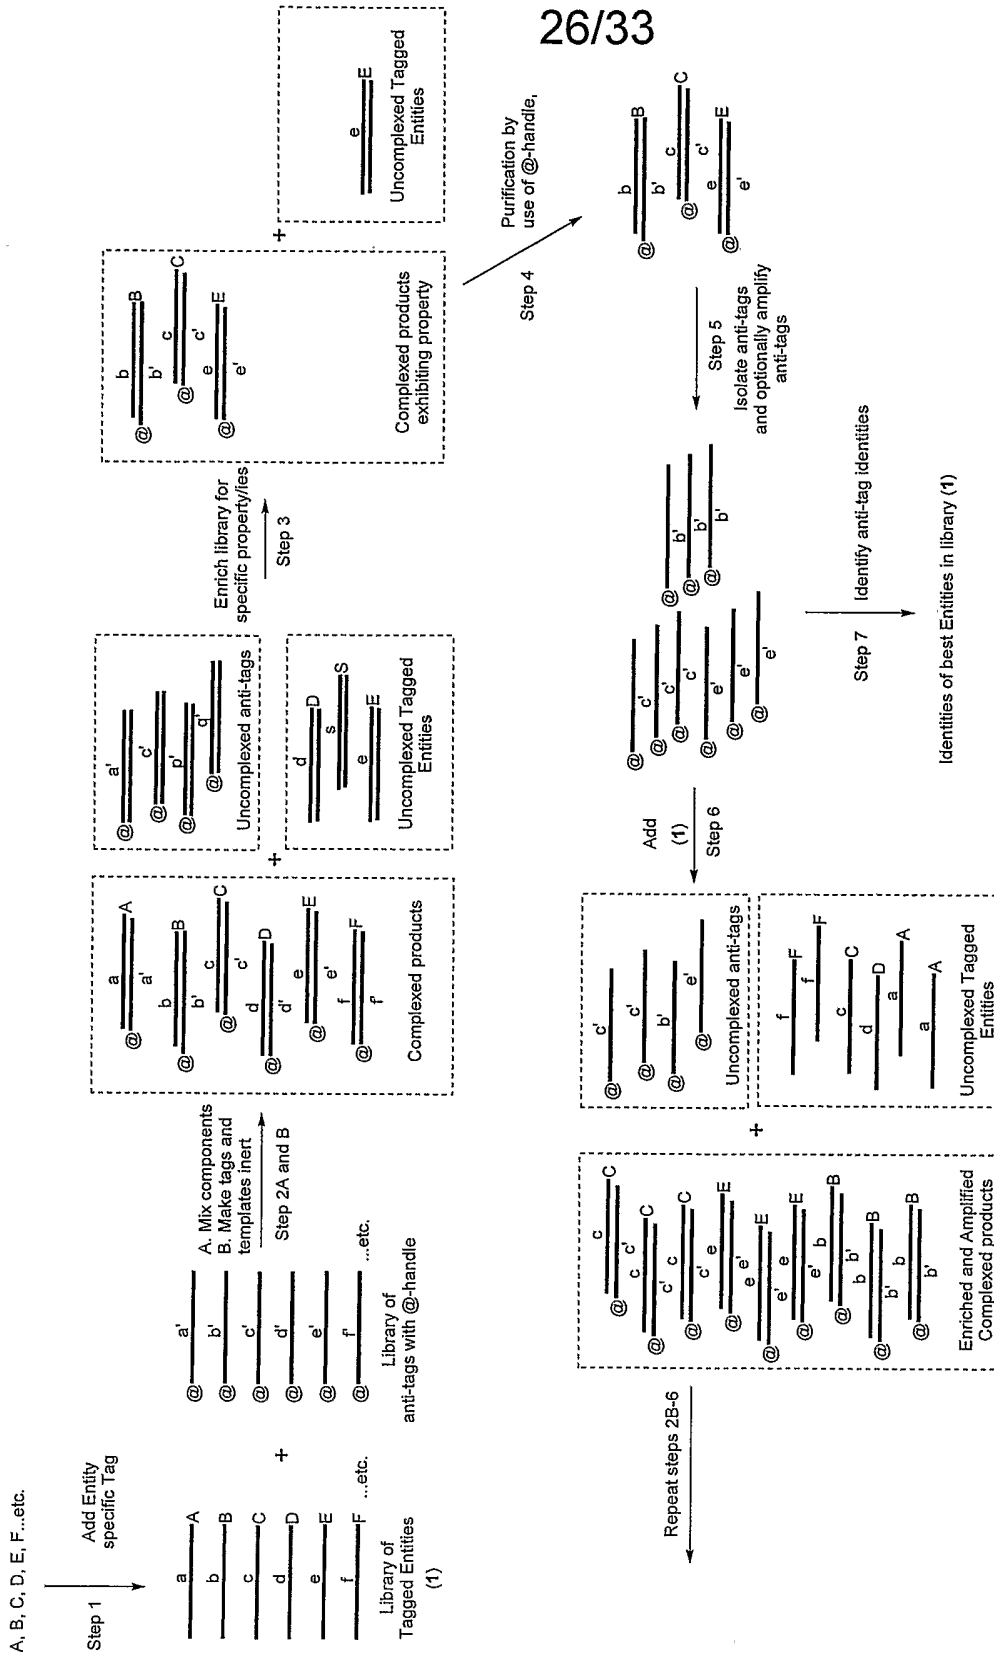 26/33
A, B, C, D, E, F...etc.
Step 1
Add Entity
specific Tag
a
A
b
B
c
C
d
D
e
E
f
F ...etc.
Library of
Tagged Entities
(1)
+
@ a'
@ b'
@ c'
@ d'
@ e'
@ f' ...etc.
Library of
anti-tags with @-handle
A. Mix components
B. Make tags and
templates inert
Step 2A and B
a
@ A
a'
b
@ B
b'
c
@ C
c'
d
@ D
d'
e
@ E
e'
f
@ F
f'
Complexed products
+
@ a'
@ c'
@ p'
@ q'
Uncomplexed anti-tags
d
D
s
S
e
E
Uncomplexed Tagged
Entities
Enrich library for
specific property/ies
Step 3
b
@ B
b'
c
@ C
c'
e
@ E
e'
Complexed products
exhibiting property
+
e
E
Uncomplexed Tagged
Entities
Step 4
Purification by
use of @-handle,
b
@ B
b'
c
@ C
c'
e
@ E
e'
Step 5
Isolate anti-tags
and optionally amplify
anti-tags
@ c'
@ c'
@ c'
@ e'
@ e'
@ e'
@ b'
@ b'
@ b'
Step 7
Identify anti-tag identities
Identities of best Entities in library (1)
Add
(1)
Step 6
@ c'
@ c'
@ b'
@ e'
Uncomplexed anti-tags
f
F
f
F
c
C
d
D
a
A
a
A
Uncomplexed Tagged
Entities
+
c
@ C
c'
c
@ C
c'
c
@ C
c'
e
@ E
e'
e
@ E
e'
e
@ E
e'
b
@ B
b'
b
@ B
b'
b
@ B
b'
Enriched and Amplified
Complexed products
Repeat steps 2B-6